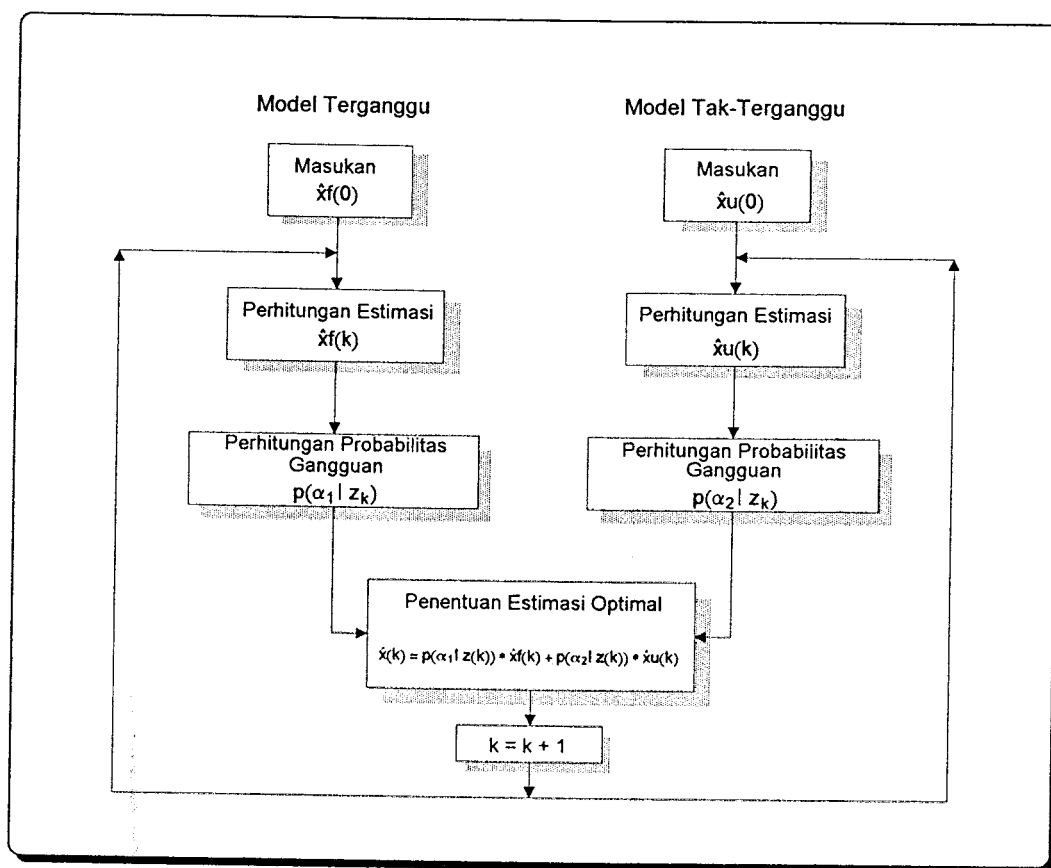 Model Terganggu
Masukan
x̂f(0)
Perhitungan Estimasi
x̂f(k)
Perhitungan Probabilitas
Gangguan
p(α₁| zₖ)
Model Tak-Terganggu
Masukan
x̂u(0)
Perhitungan Estimasi
x̂u(k)
Perhitungan Probabilitas
Gangguan
p(α₂| zₖ)
Penentuan Estimasi Optimal
x̂(k) = p(α₁| z(k)) • x̂f(k) + p(α₂| z(k)) • x̂u(k)
k = k + 1